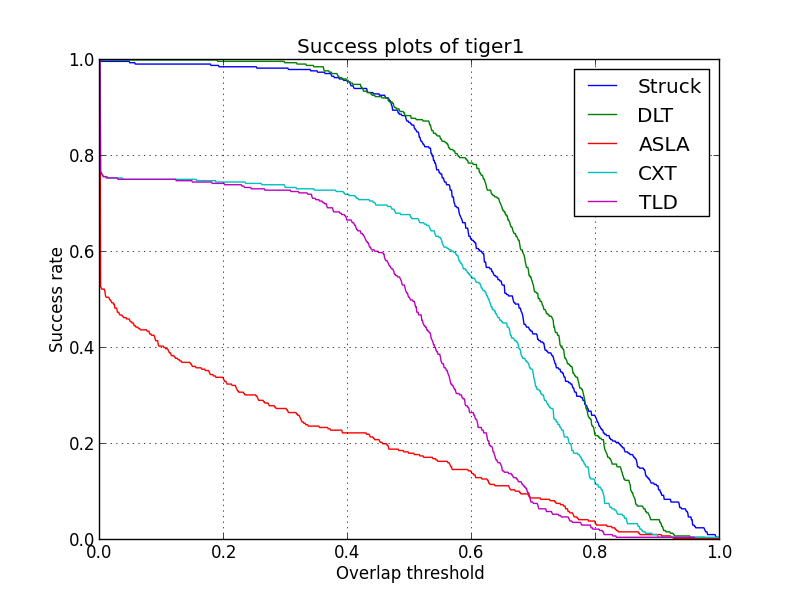 Success plots of tiger1
Success rate
1.0
0.8
0.6
0.4
0.2
0.0
Struck
DLT
ASLA
CXT
TLD
0.0 0.2 0.4 0.6 0.8 1.0
Overlap threshold